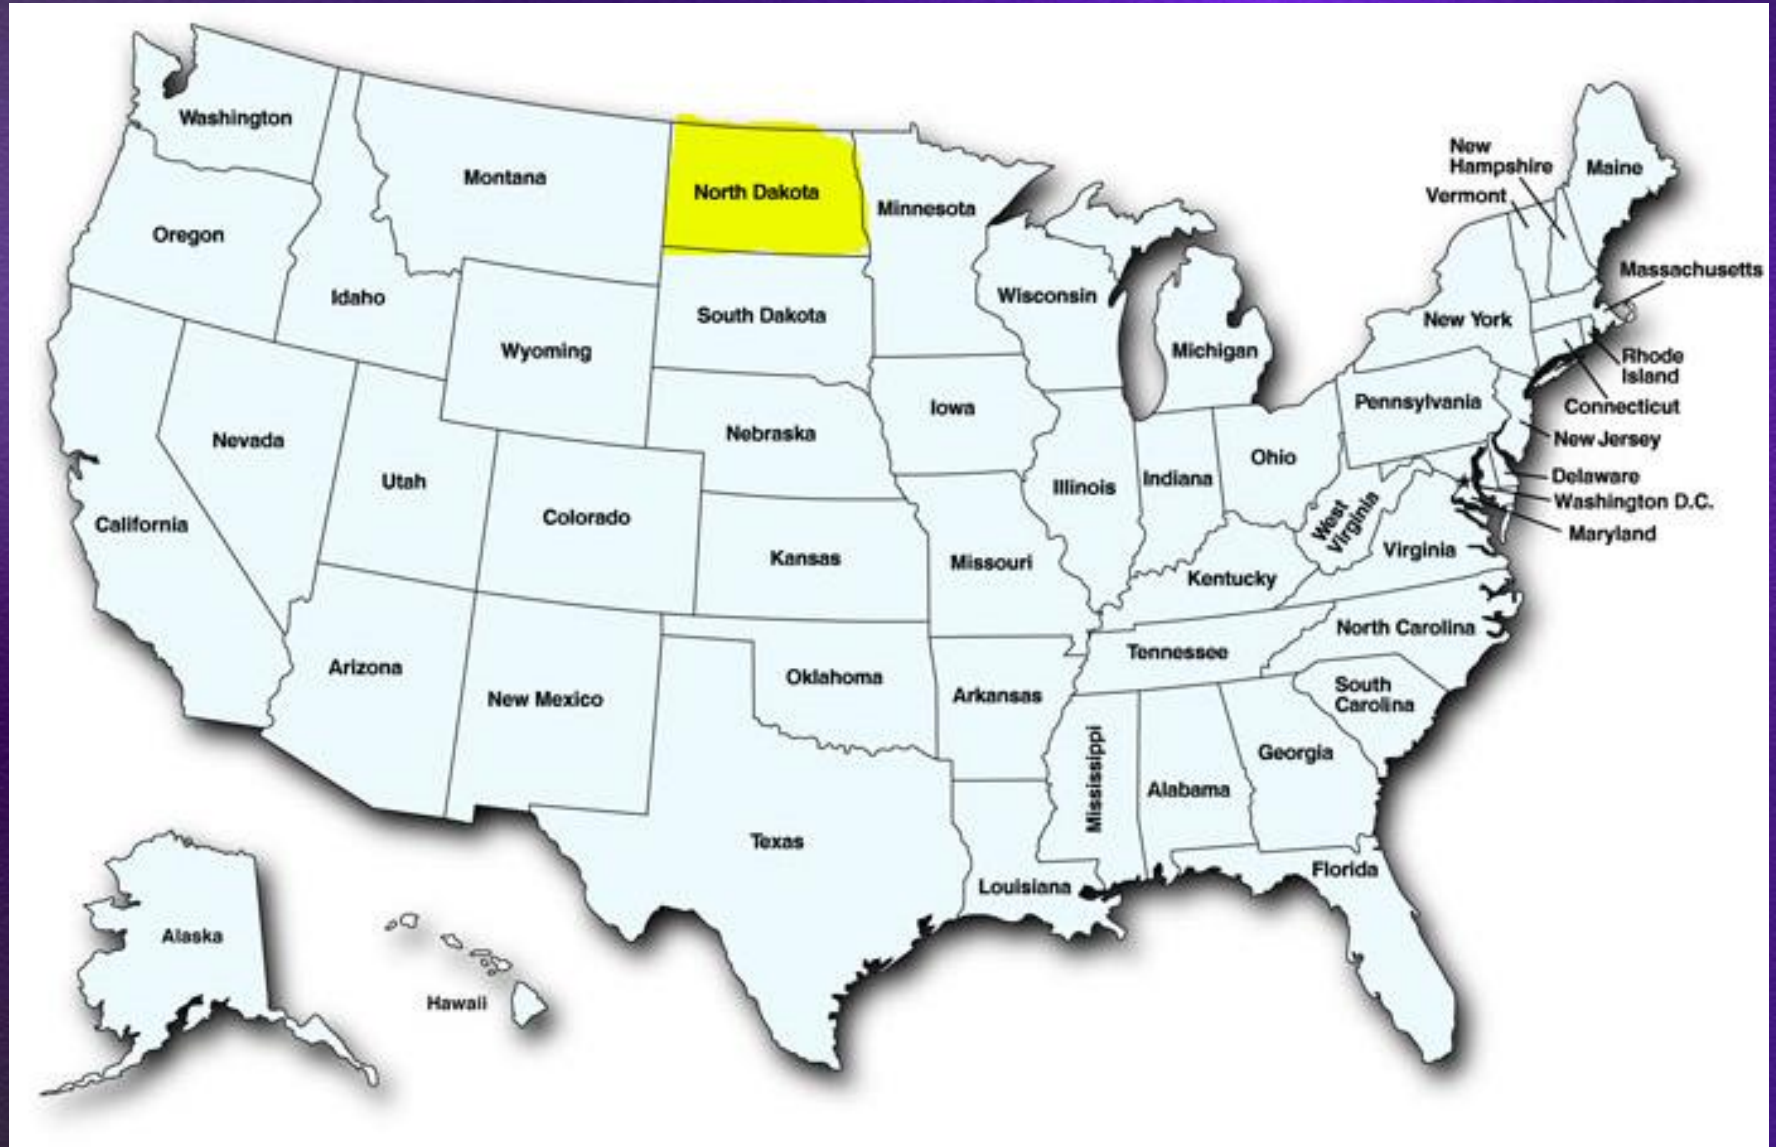 Washington
Montana
North Dakota
Minnesota
New
Hampshire
Vermont
Maine
Oregon
Idaho
Wyoming
South Dakota
Wisconsin
Michigan
New York
Massachusetts
Rhode
Island
Connecticut
Pennsylvania
New Jersey
Delaware
Washington D.C.
Maryland
Nevada
Utah
Colorado
Nebraska
Iowa
Illinois
Indiana
Ohio
West
Virginia
Virginia
California
Kansas
Missouri
Kentucky
North Carolina
Tennessee
South
Carolina
Arizona
New Mexico
Oklahoma
Arkansas
Mississippi
Alabama
Georgia
Texas
Louisiana
Florida
Alaska
Hawaii